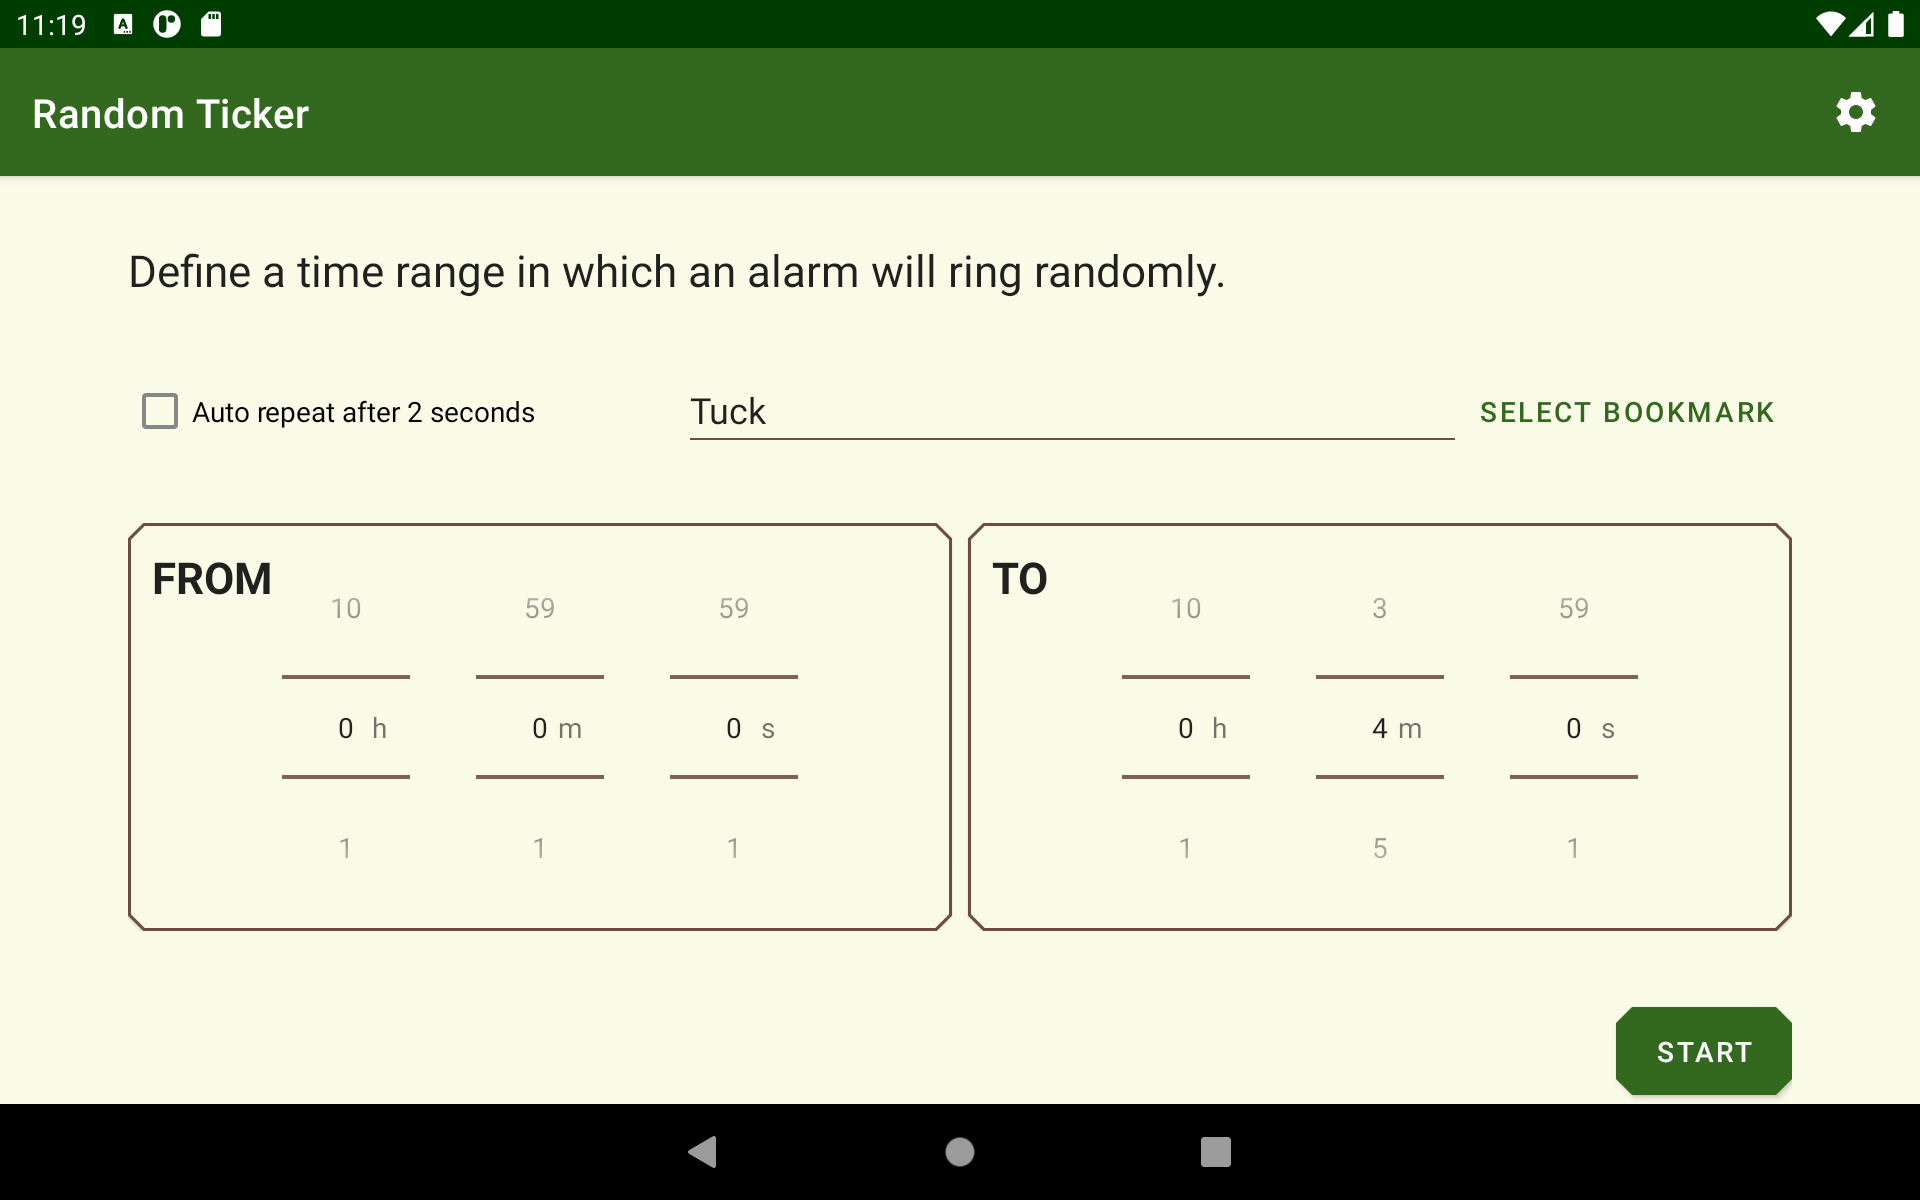 11:19
Random Ticker
Define a time range in which an alarm will ring randomly.
Auto repeat after 2 seconds
Tuck
SELECT BOOKMARK
FROM
10 59 59
0 h 0 m 0 s
1 1 1
TO
10 3 59
0 h 4 m 0 s
1 5 1
START